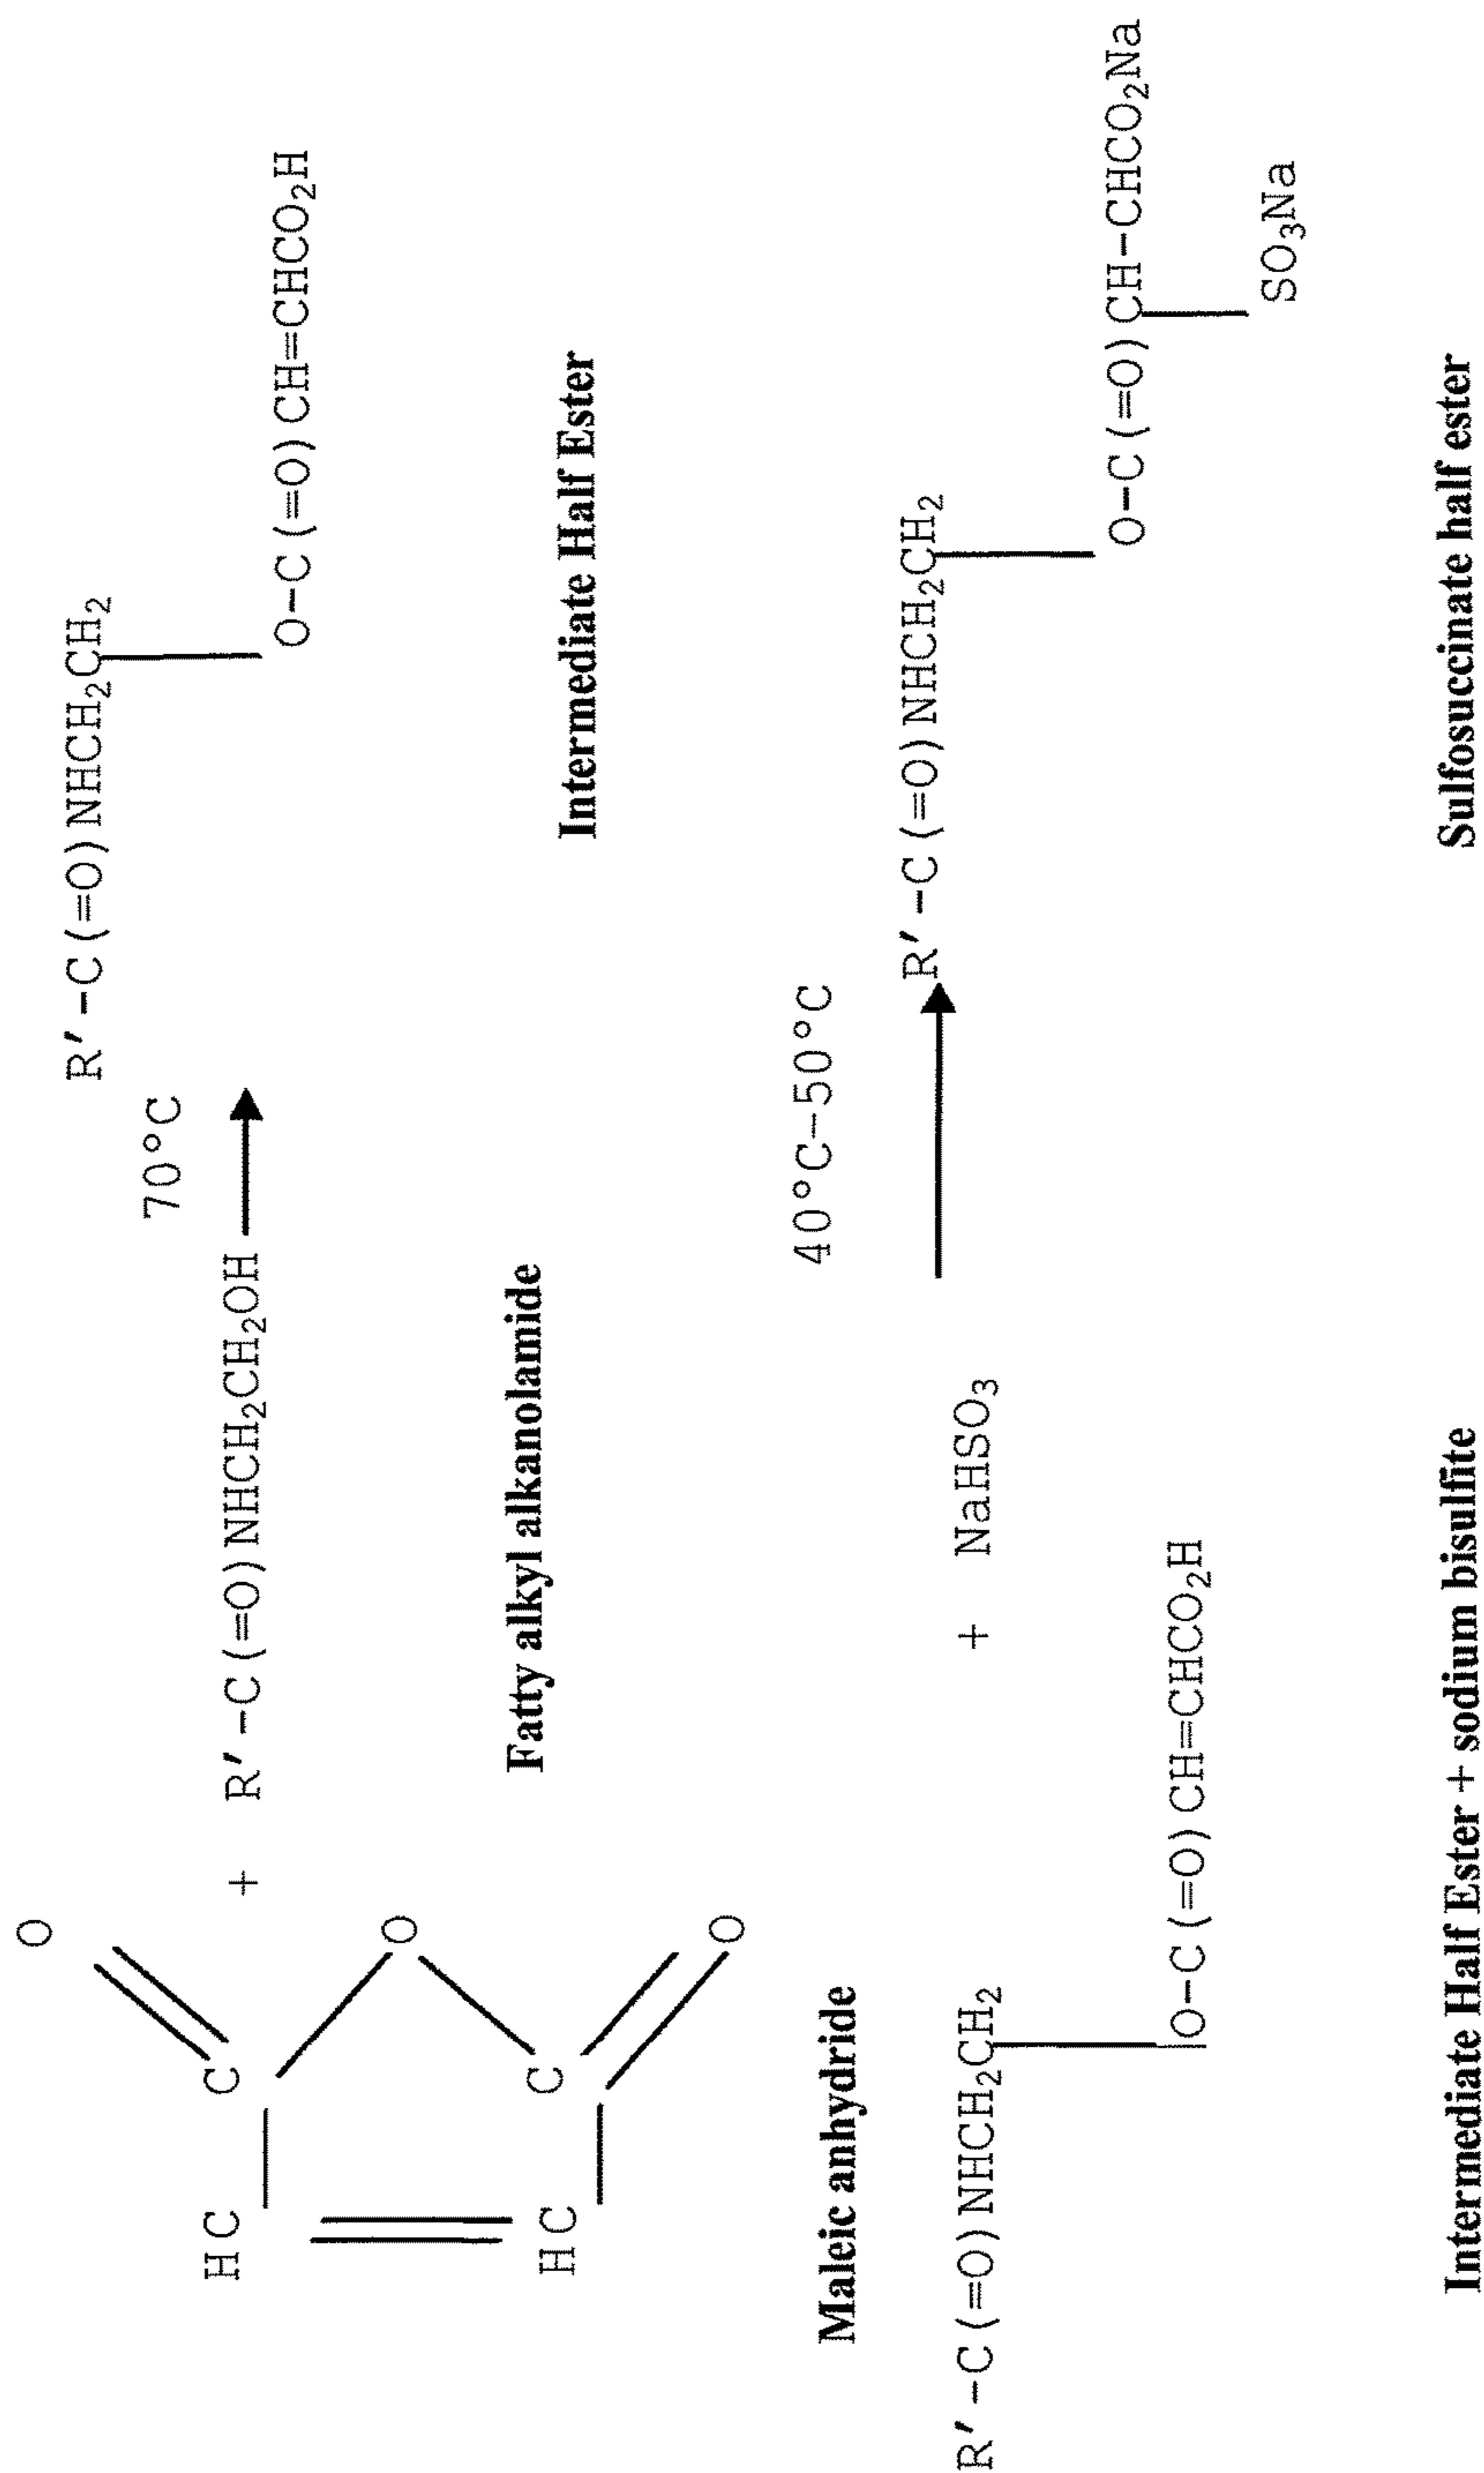 O
HC C
O
HC C
O
+ R'-C(=O)NHCH₂CH₂OH
70°C
R'-C(=O)NHCH₂CH₂
O-C(=O)CH=CHCO₂H
Maleic anhydride
Fatty alkyl alkanolamide
Intermediate Half Ester
R'-C(=O)NHCH₂CH₂ + NaHSO₃
O-C(=O)CH=CHCO₂H
40°C-50°C
R'-C(=O)NHCH₂CH₂
O-C(=O)CH-CHCO₂Na
SO₃Na
Intermediate Half Ester + sodium bisulfite
Sulfosuccinate half ester